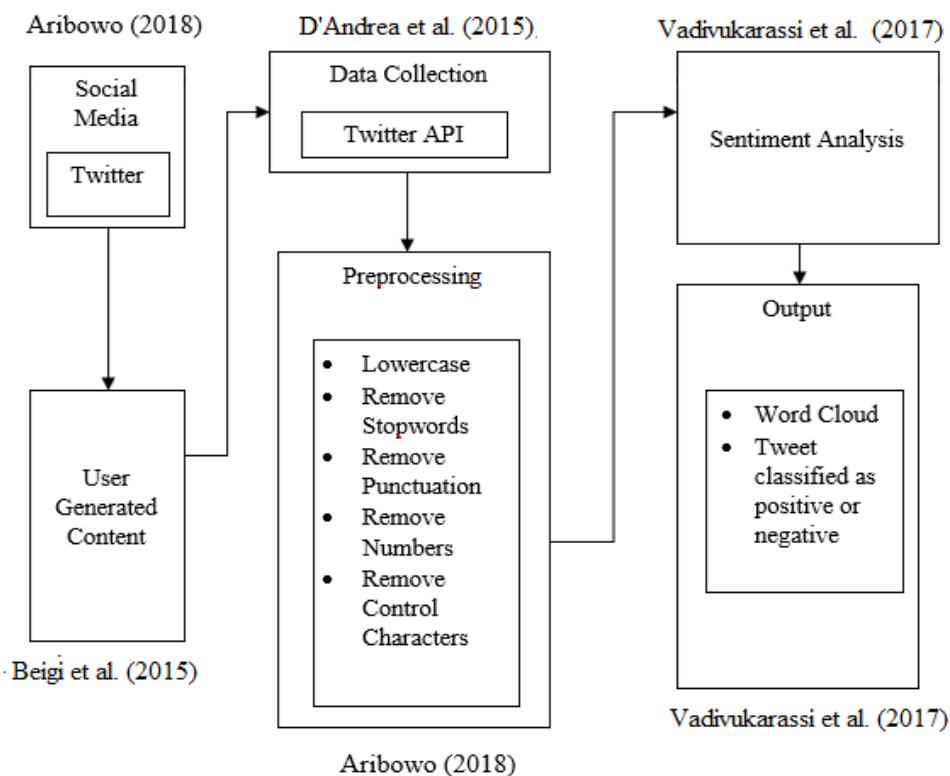 Aribowo (2018)
Social
Media
Twitter
User
Generated
Content
Beigi et al. (2015)
D'Andrea et al. (2015).
Data Collection
Twitter API
Preprocessing
• Lowercase
• Remove
Stopwords
• Remove
Punctuation
• Remove
Numbers
• Remove
Control
Characters
Aribowo (2018)
Vadivukarassi et al. (2017)
Sentiment Analysis
Output
• Word Cloud
• Tweet
classified as
positive or
negative
Vadivukarassi et al. (2017)